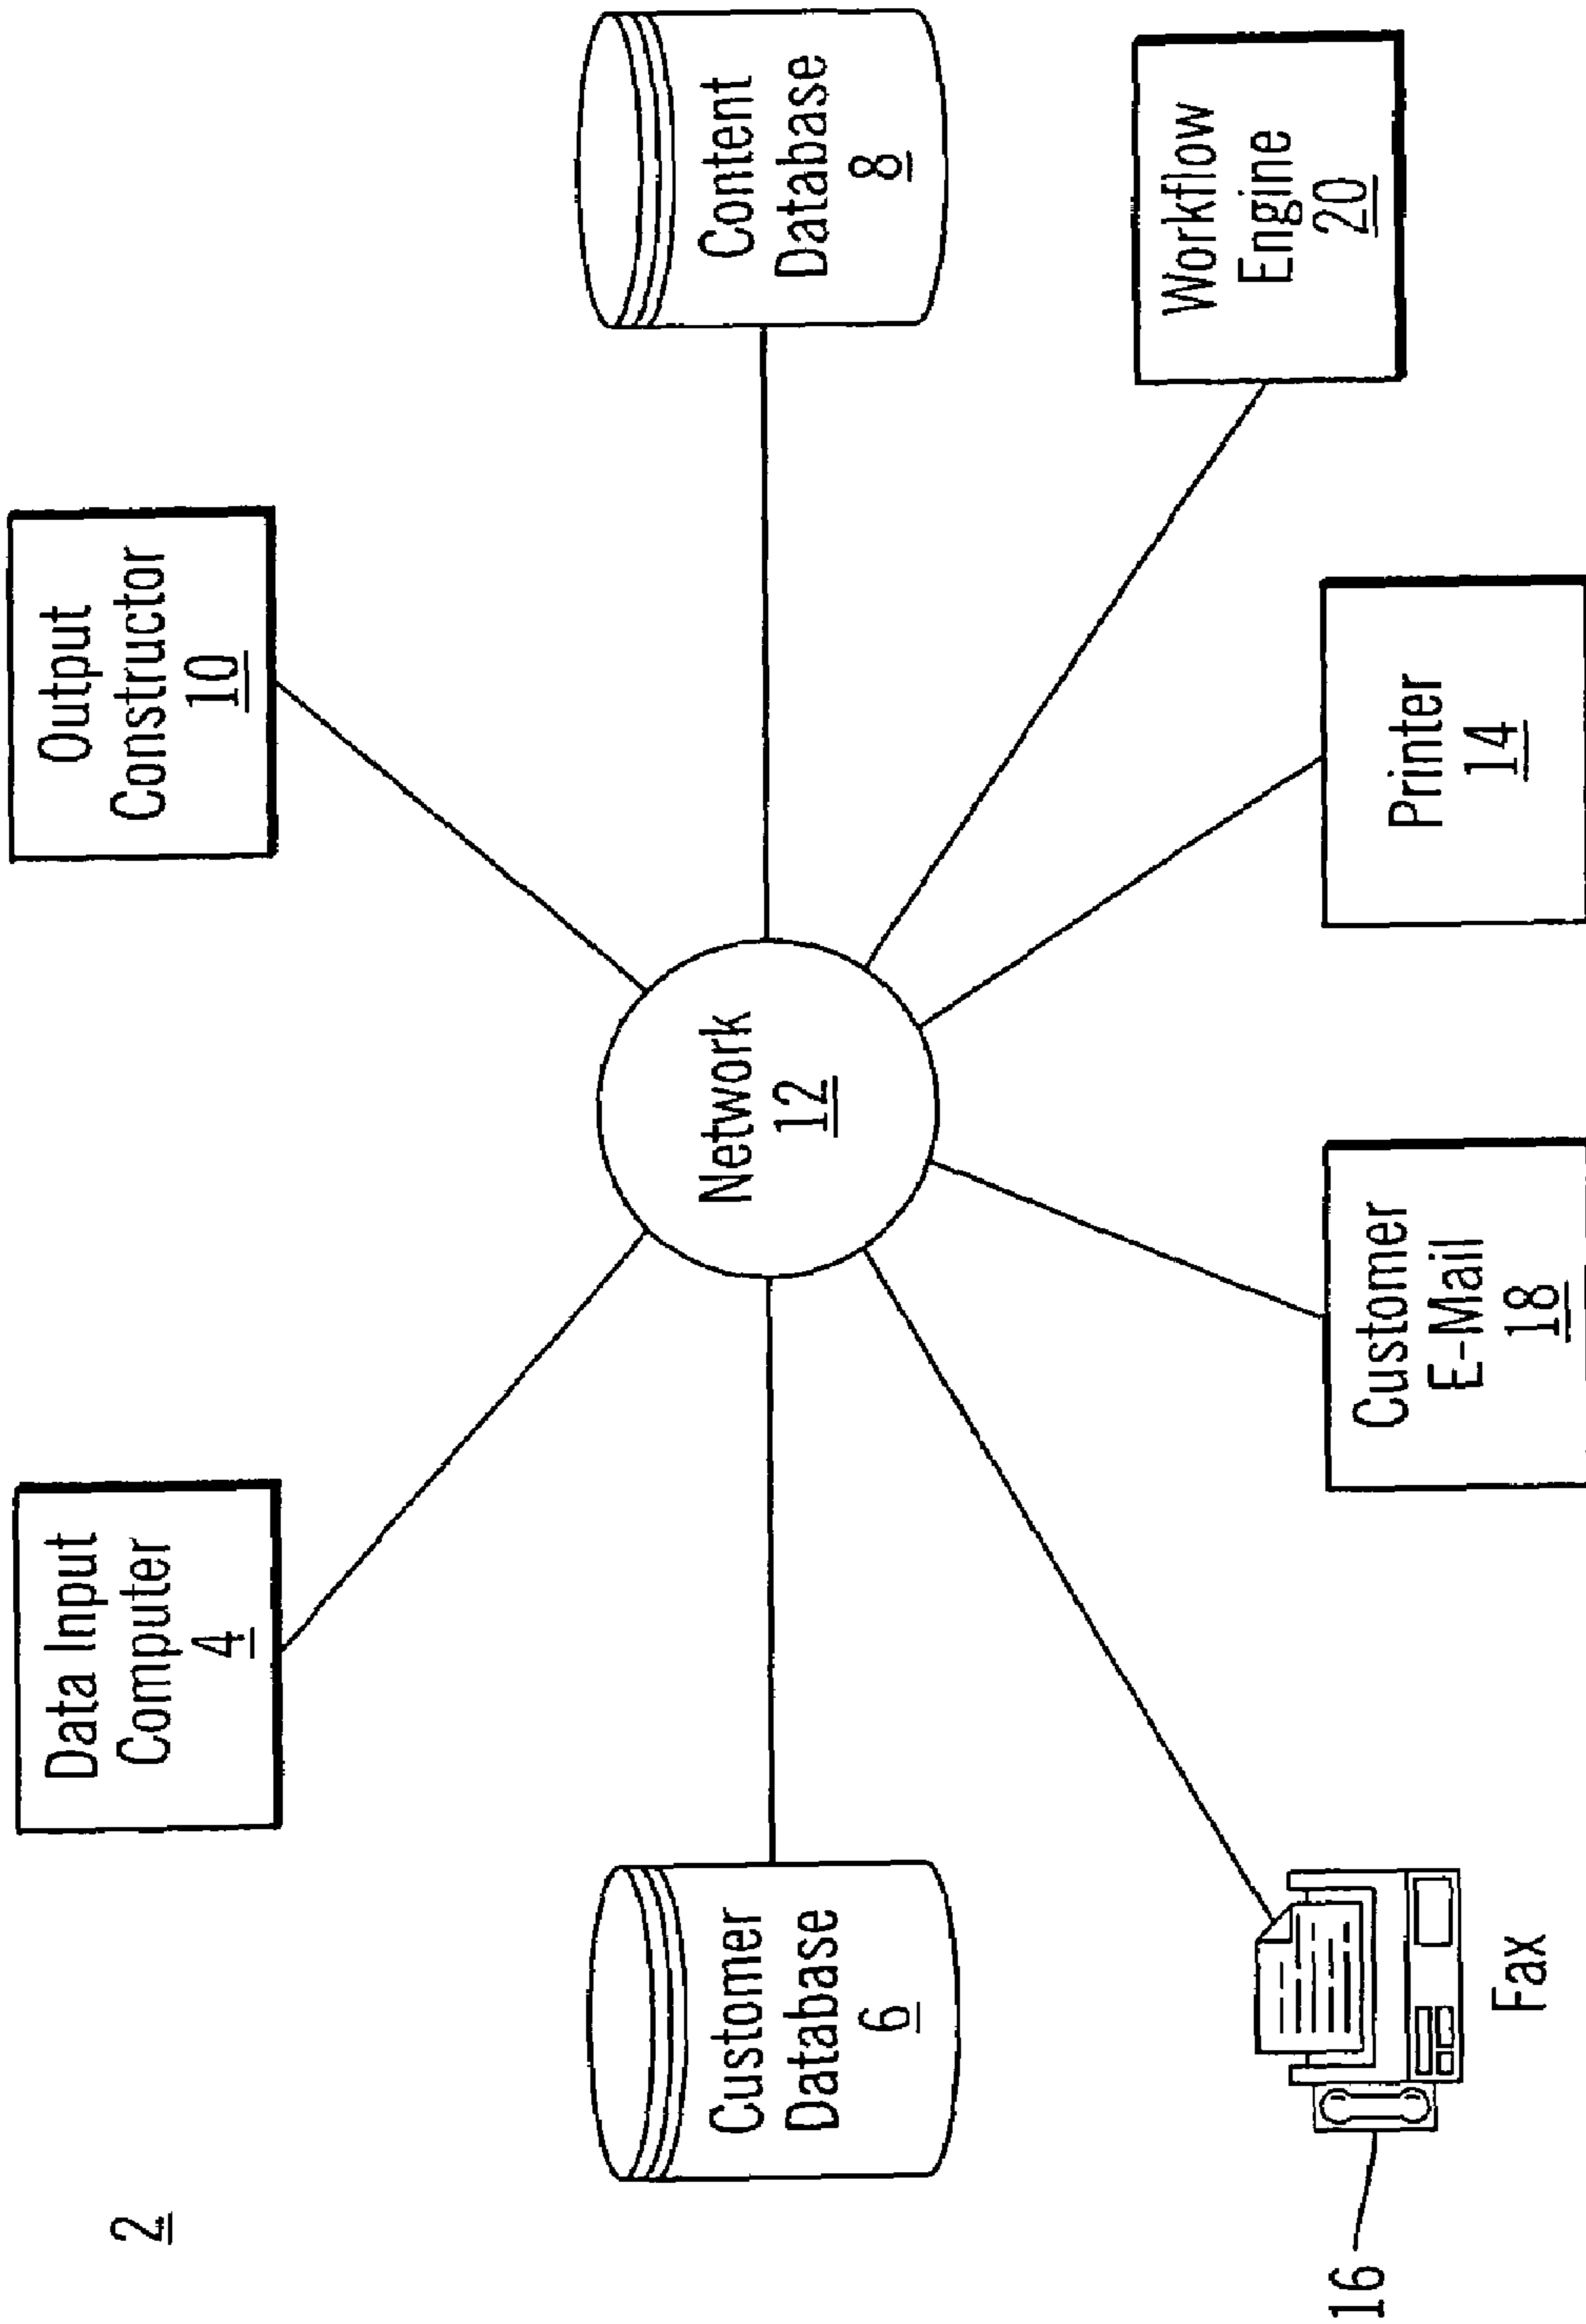 2
Data Input
Computer
4
Output
Constructor
10
Customer
Database
6
Network
12
Content
Database
8
16
Fax
Customer
E-Mail
18
Printer
14
Workflow
Engine
20